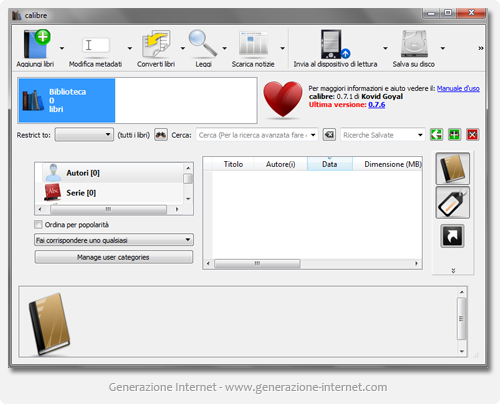 calibre
Aggiungi libri
Modifica metadati
Converti libri
Leggi
Scarica notizie
Invia al dispositivo di lettura
Salva su disco
Biblioteca
0
libri
Per maggiori informazioni e aiuto vedere il: Manuale d'uso
calibre: 0.7.1 di Kovid Goyal
Ultima versione: 0.7.6
Restrict to: (tutti i libri) Cerca: Cerca (Per la ricerca avanzata fare Ricerche Salvate
Autori [0]
Serie [0]
Titolo Autore(i) Data Dimensione (MB)
Ordina per popolarità
Fai corrispondere uno qualsiasi
Manage user categories
Generazione Internet - www.generazione-internet.com